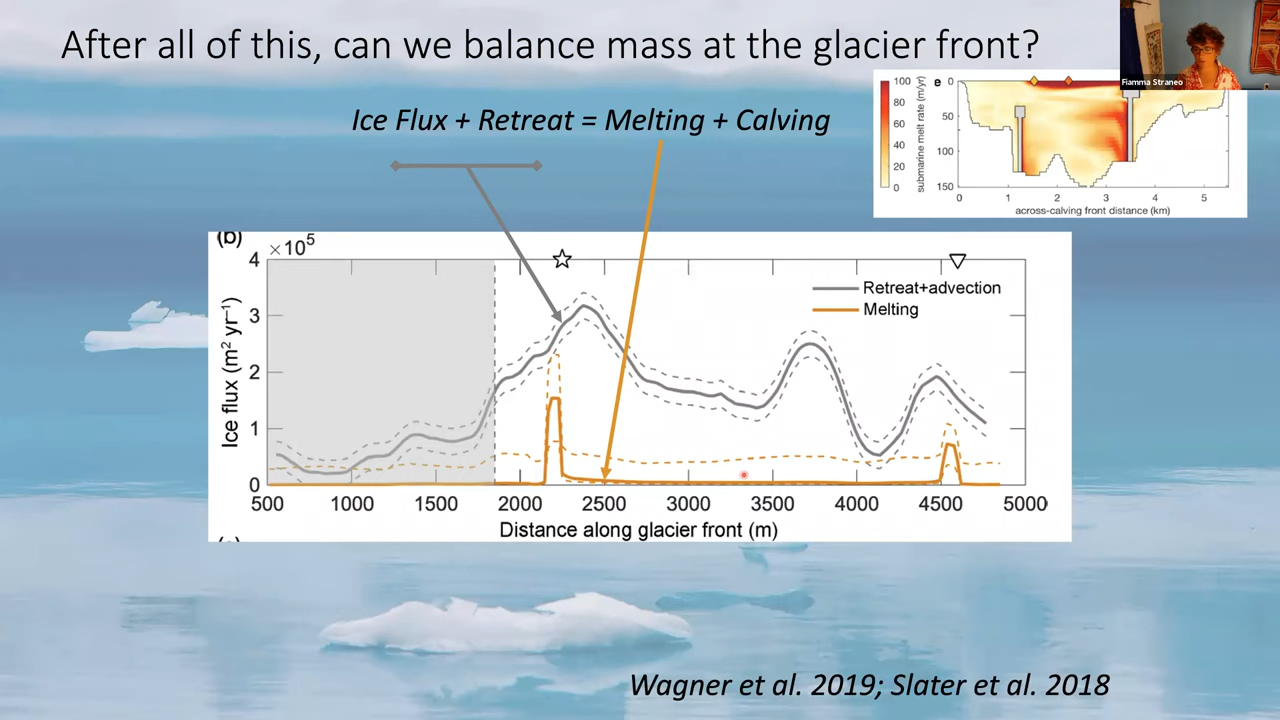 After all of this, can we balance mass at the glacier front?
Fiamma Straneo
Ice Flux + Retreat = Melting + Calving
100
80
60
40
20
0
submarine melt rate (m/yr)
e
0
50
100
150
0 1 2 3 4 5
across-calving front distance (km)
(b)
×10⁵
4
3
2
1
0
Ice flux (m² yr⁻¹)
Retreat+advection
Melting
500 1000 1500 2000 2500 3000 3500 4000 4500 5000
Distance along glacier front (m)
Wagner et al. 2019; Slater et al. 2018